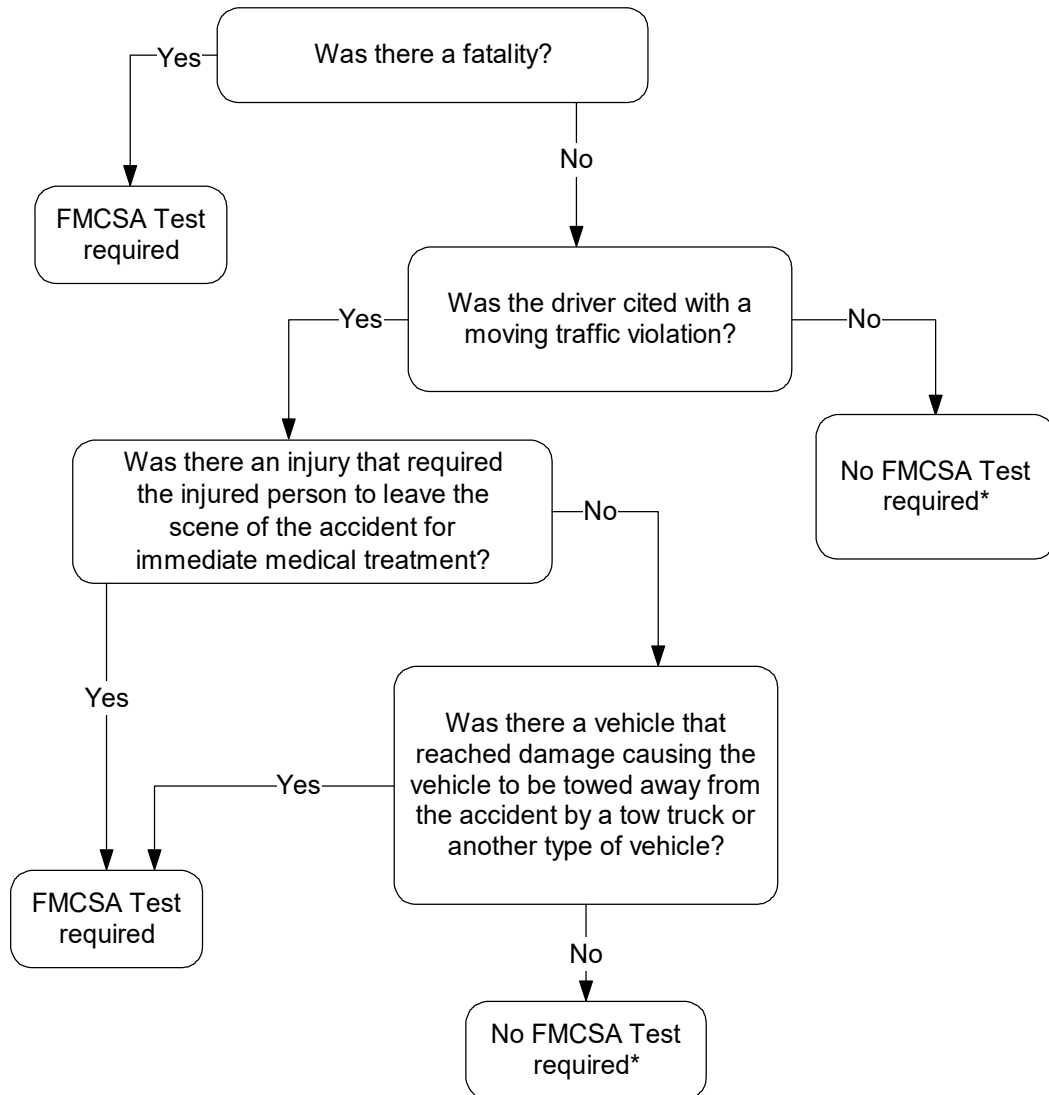 Was there a fatality?
Yes
No
FMCSA Test
required
Was the driver cited with a
moving traffic violation?
Yes
No
No FMCSA Test
required*
Was there an injury that required
the injured person to leave the
scene of the accident for
immediate medical treatment?
No
Yes
Was there a vehicle that
reached damage causing the
vehicle to be towed away from
the accident by a tow truck or
another type of vehicle?
Yes
FMCSA Test
required
No
No FMCSA Test
required*